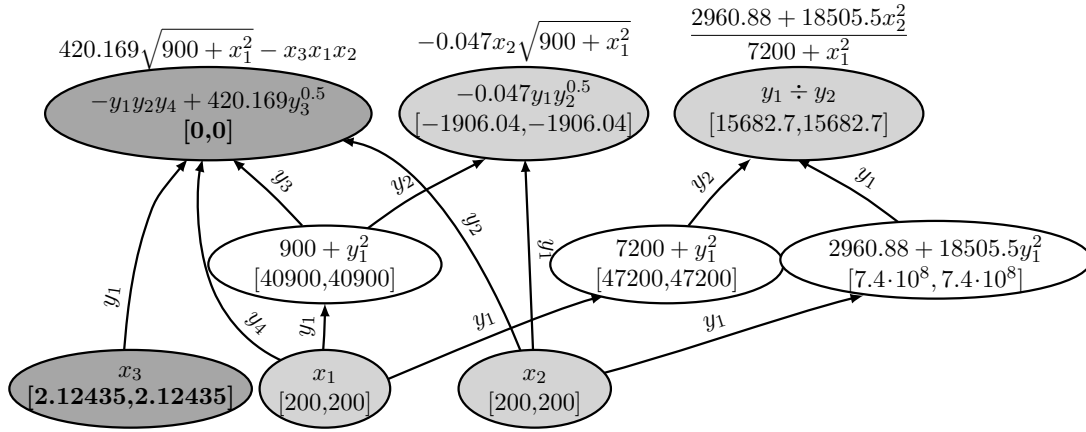 420.169√(900 + x₁²) − x₃x₁x₂
-0.047x₂√(900 + x₁²)
2960.88 + 18505.5x₂²
7200 + x₁²
−y₁y₂y₄ + 420.169y₃^0.5
[0,0]
-0.047y₁y₂^0.5
[−1906.04,−1906.04]
y₁ ÷ y₂
[15682.7,15682.7]
y₃
y₂
y₂
y₁
y₂
y₁
900 + y₁²
[40900,40900]
7200 + y₁²
[47200,47200]
2960.88 + 18505.5y₁²
[7.4·10⁸, 7.4·10⁸]
y₁
y₄
y₁
y₁
y₁
x₃
[2.12435,2.12435]
x₁
[200,200]
x₂
[200,200]